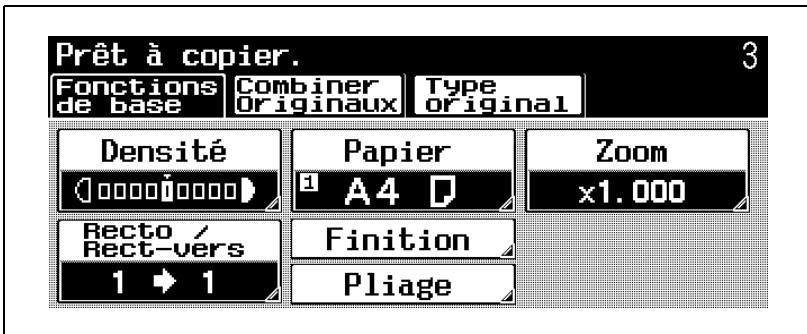 Prêt à copier. 3
Fonctions de base
Combiner Originaux
Type original
Densité
Papier
1 A4
Zoom
x1.000
Recto / Rect-vers
1 → 1
Finition
Pliage